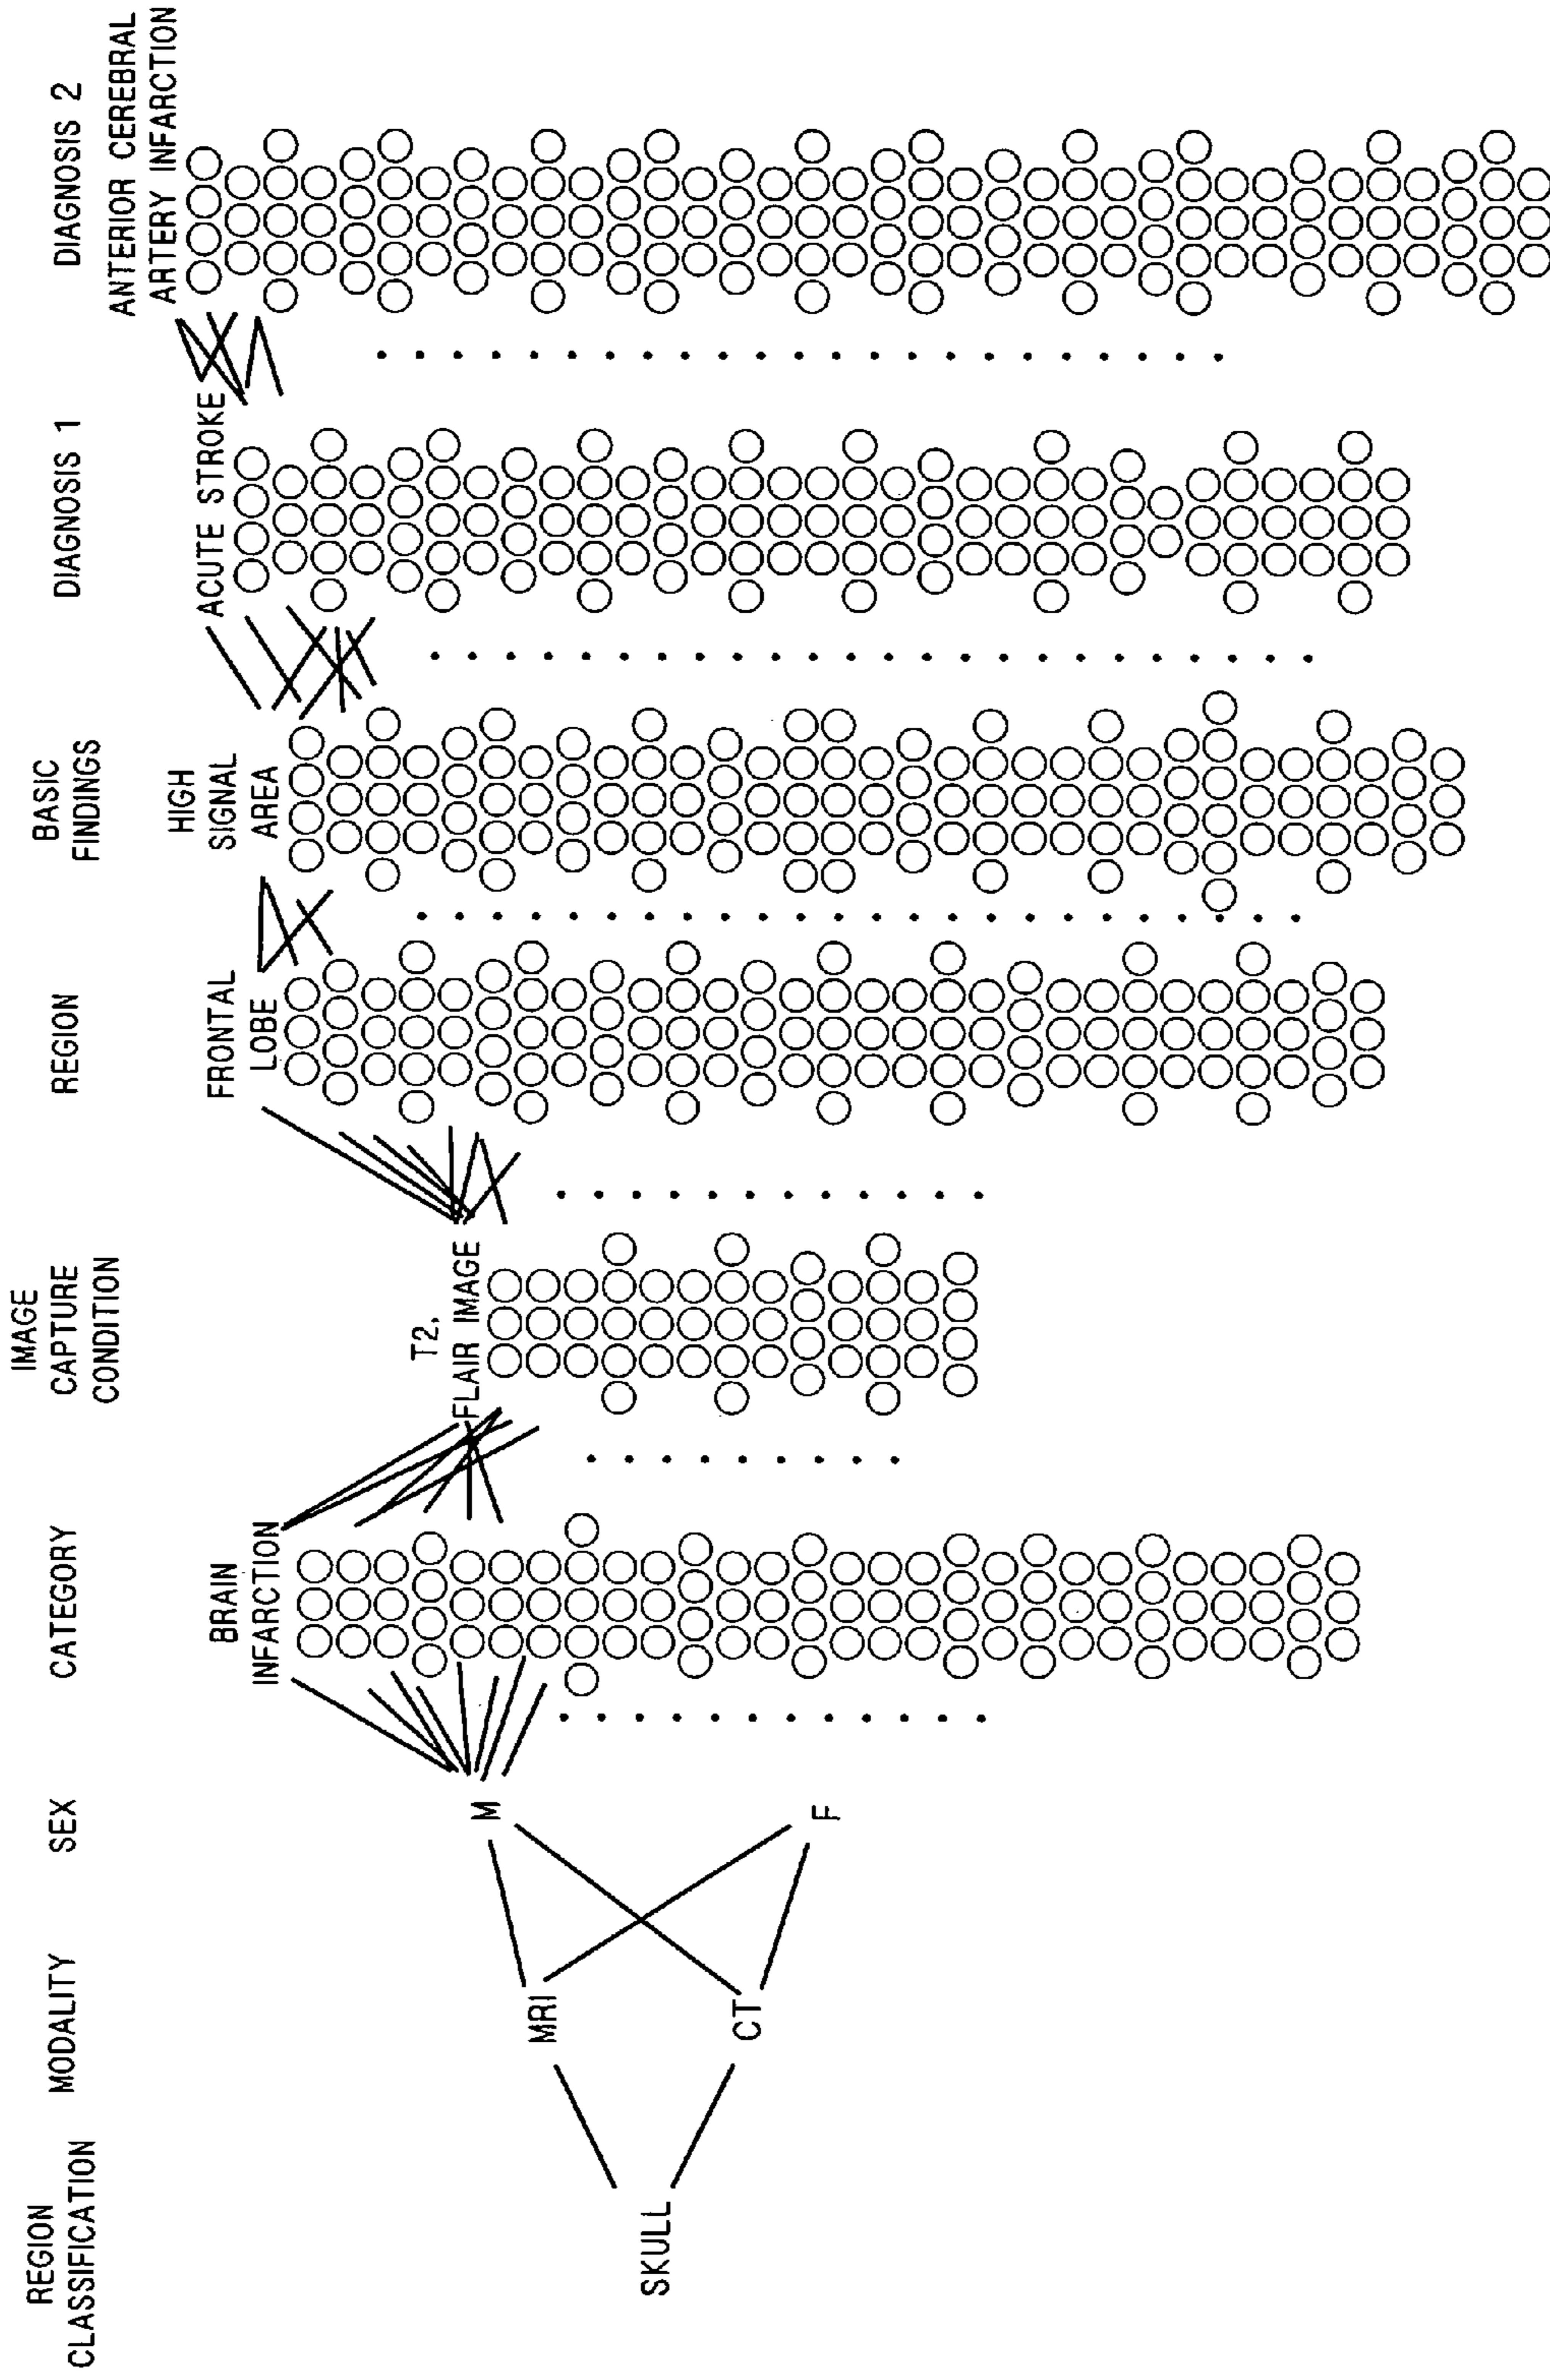 REGION
CLASSIFICATION
MODALITY
SEX
CATEGORY
IMAGE
CAPTURE
CONDITION
REGION
BASIC
FINDINGS
DIAGNOSIS 1
DIAGNOSIS 2
SKULL
MRI
CT
M
F
BRAIN
INFARCTION
T2,
FLAIR IMAGE
FRONTAL
LOBE
HIGH
SIGNAL
AREA
ACUTE STROKE
ANTERIOR CEREBRAL
ARTERY INFARCTION